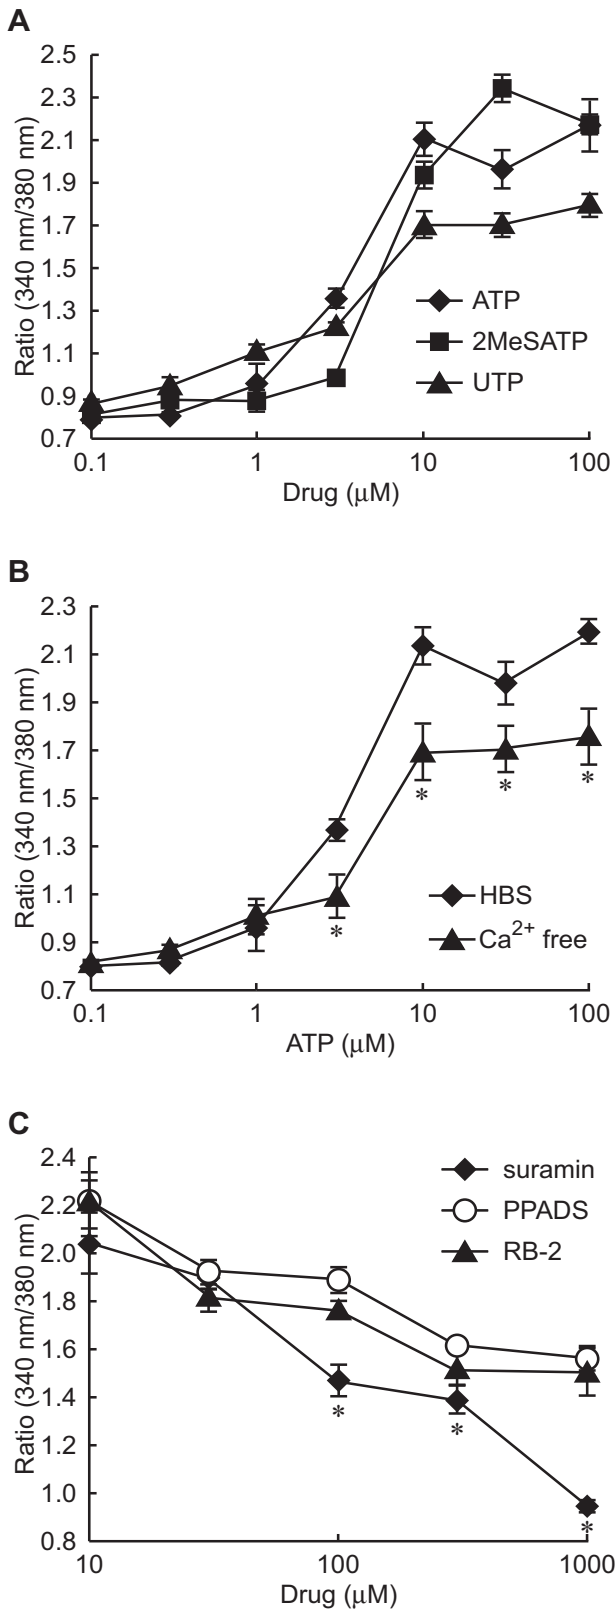 A
2.5
2.3
2.1
1.9
1.7
1.5
1.3
1.1
0.9
0.7
Ratio (340 nm/380 nm)
ATP
2MeSATP
UTP
0.1 1 10 100
Drug (μM)
B
2.3
2.1
1.9
1.7
1.5
1.3
1.1
0.9
0.7
Ratio (340 nm/380 nm)
* * * *
HBS
Ca²⁺ free
0.1 1 10 100
ATP (μM)
C
2.4
2.2
2.0
1.8
1.6
1.4
1.2
1.0
0.8
Ratio (340 nm/380 nm)
suramin
PPADS
RB-2
* * *
10 100 1000
Drug (μM)